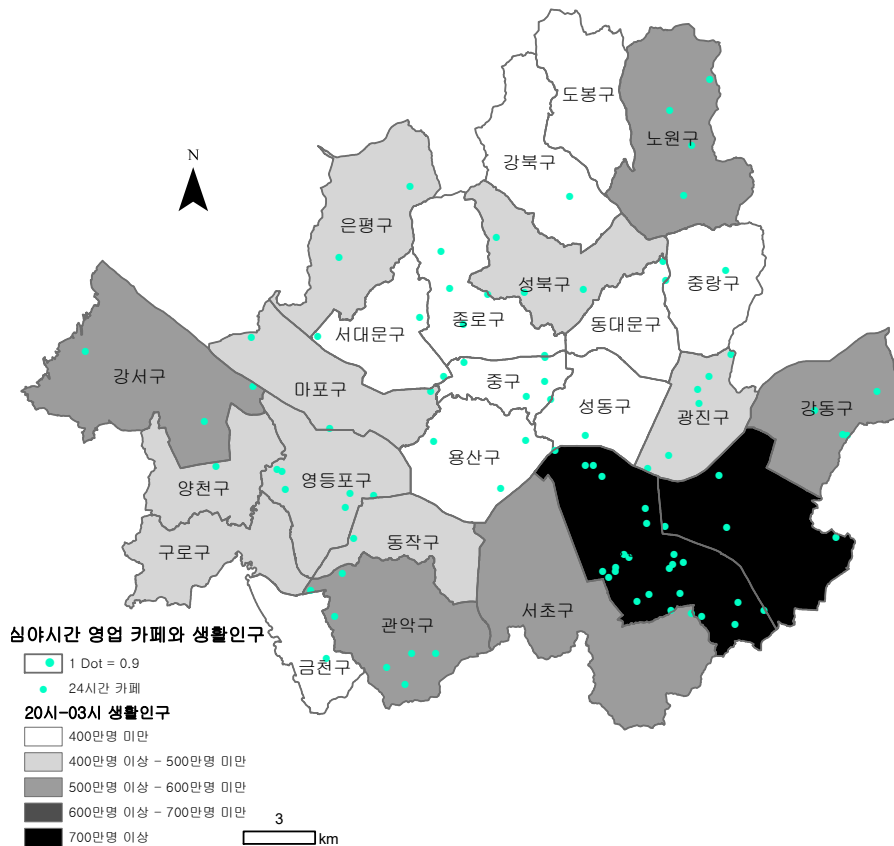 도봉구
노원구
강북구
N
은평구
성북구
중랑구
종로구
서대문구
동대문구
강서구
마포구
중구
성동구
광진구
강동구
용산구
양천구
영등포구
동작구
구로구
서초구
관악구
금천구
심야시간 영업 카페와 생활인구
1 Dot = 0.9
24시간 카페
20시-03시 생활인구
400만명 미만
400만명 이상 - 500만명 미만
500만명 이상 - 600만명 미만
600만명 이상 - 700만명 미만
700만명 이상
3
km